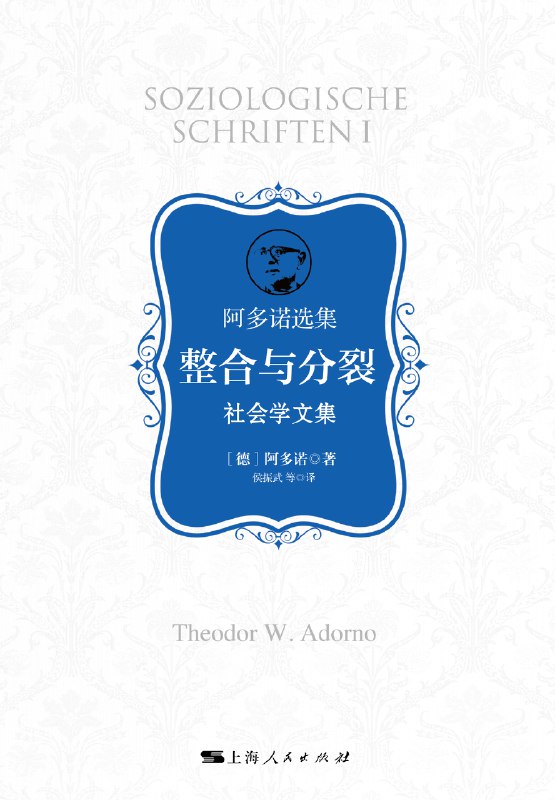 SOZIOLOGISCHE
SCHRIFTEN I
阿多诺选集
整合与分裂
社会学文集
［德］阿多诺◎著
侯振武 等◎译
Theodor W. Adorno
上海人民出版社